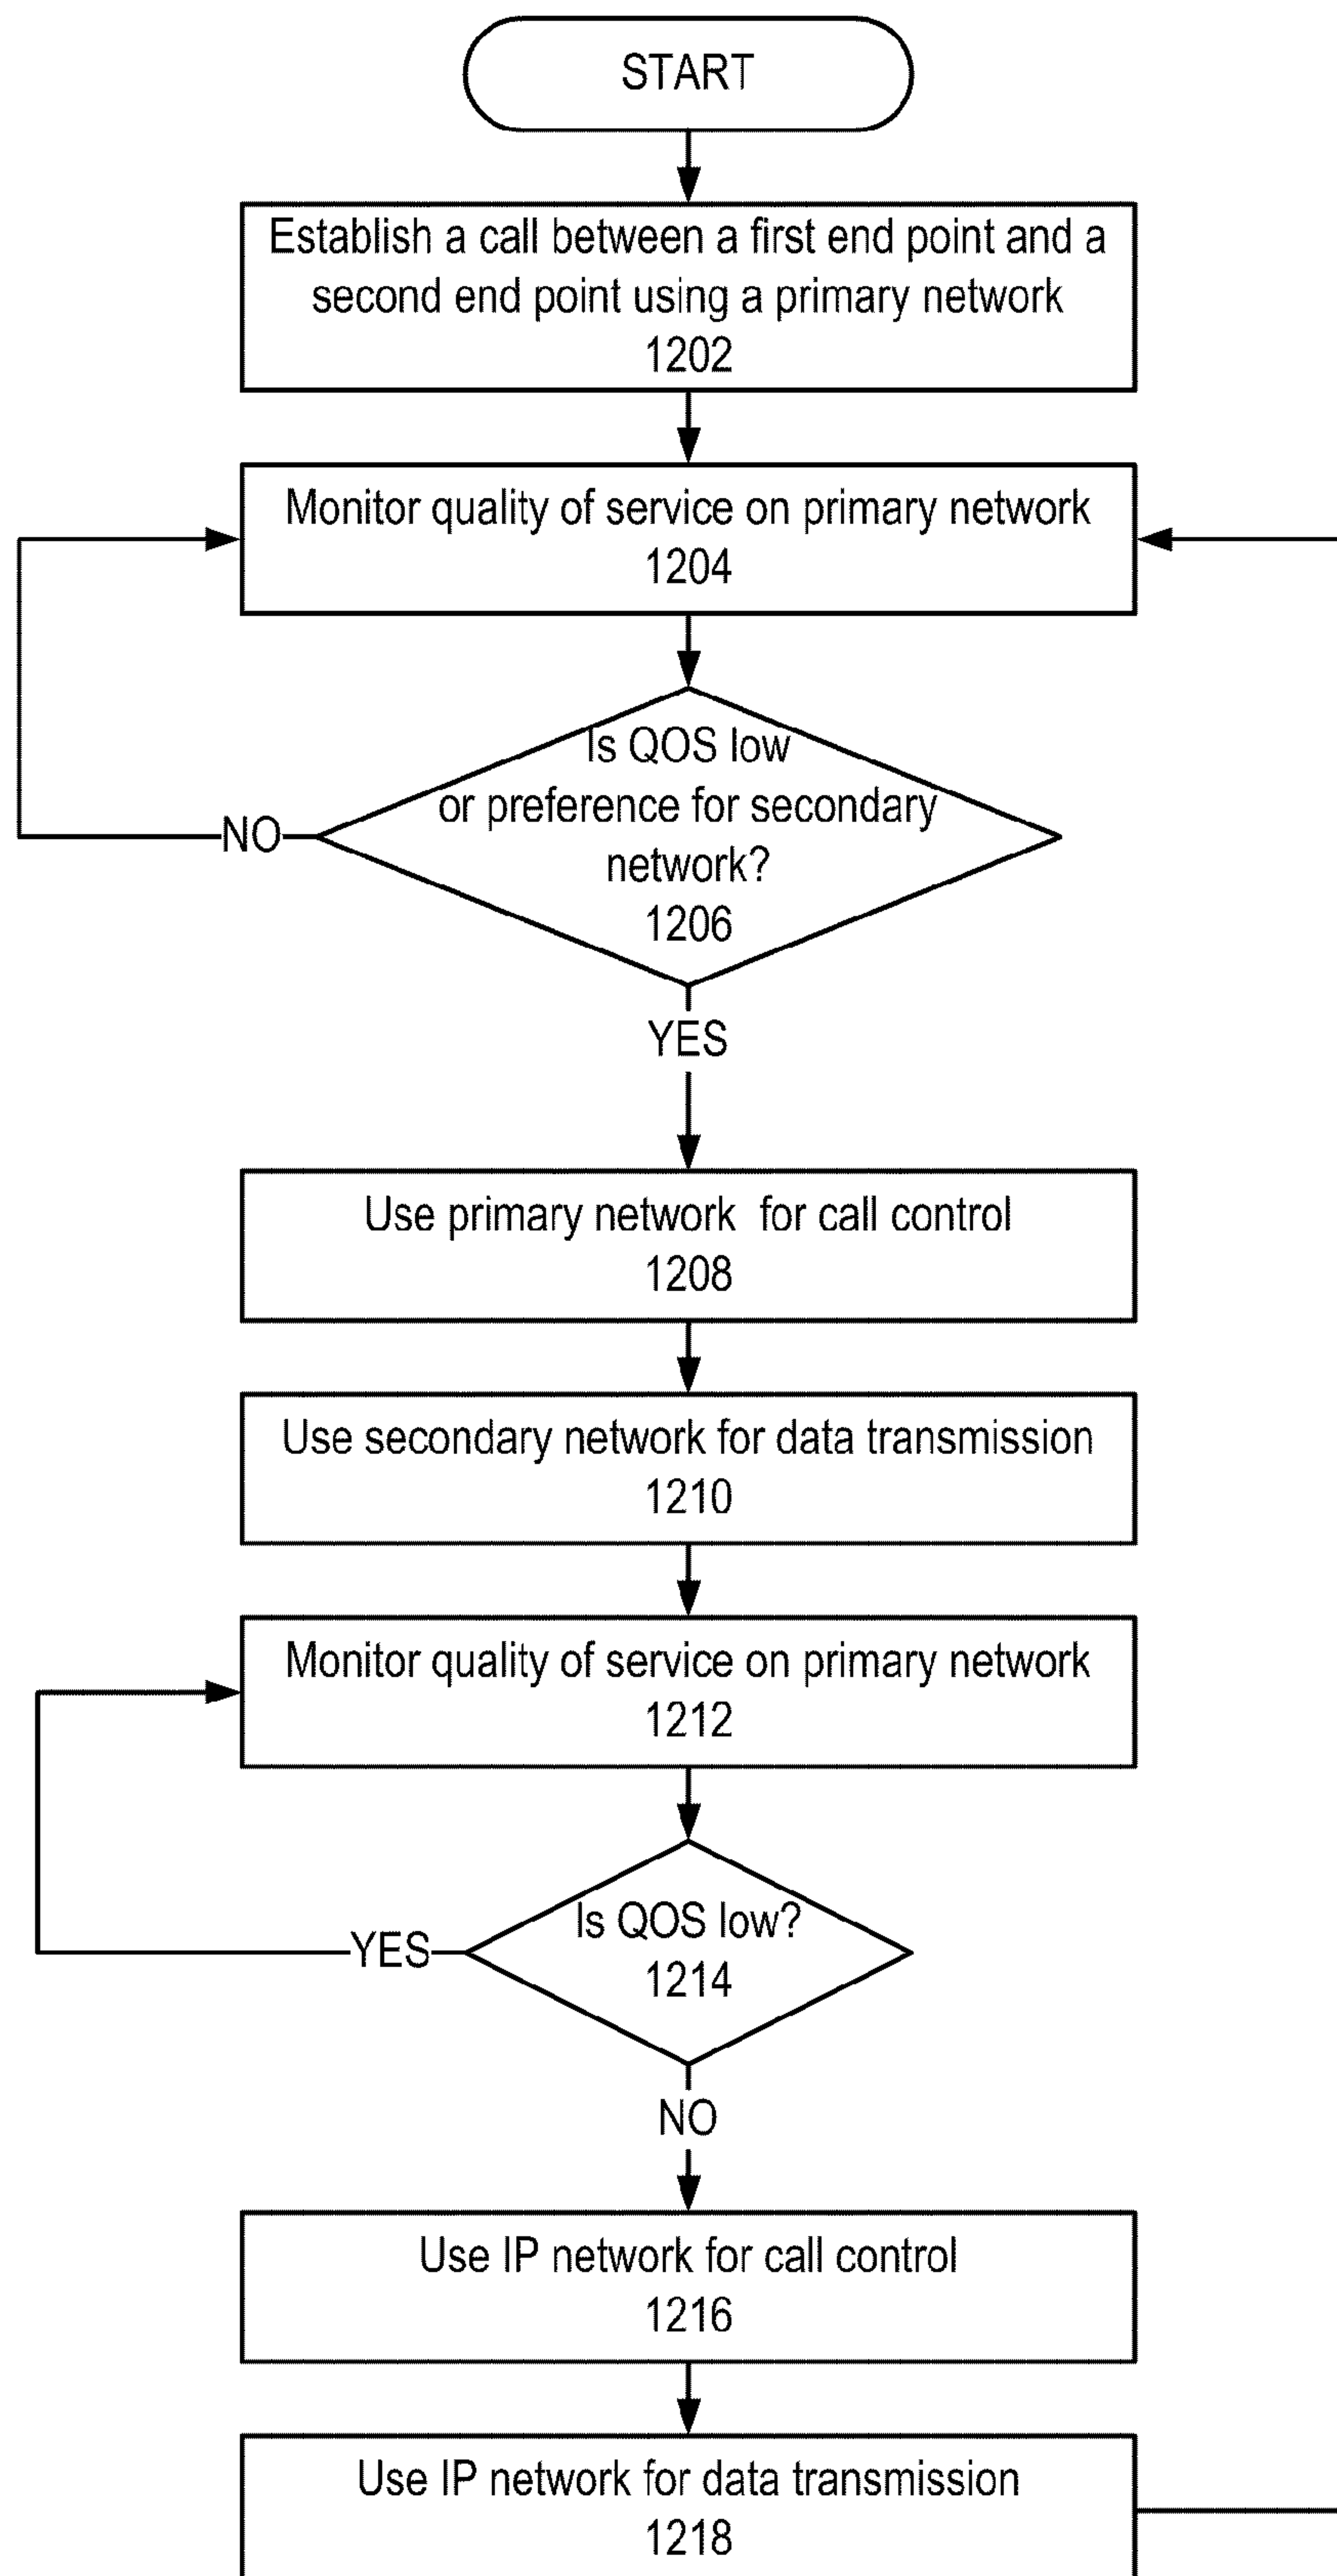 START
Establish a call between a first end point and a
second end point using a primary network
1202
Monitor quality of service on primary network
1204
Is QOS low
or preference for secondary
network?
1206
NO
YES
Use primary network for call control
1208
Use secondary network for data transmission
1210
Monitor quality of service on primary network
1212
Is QOS low?
1214
YES
NO
Use IP network for call control
1216
Use IP network for data transmission
1218